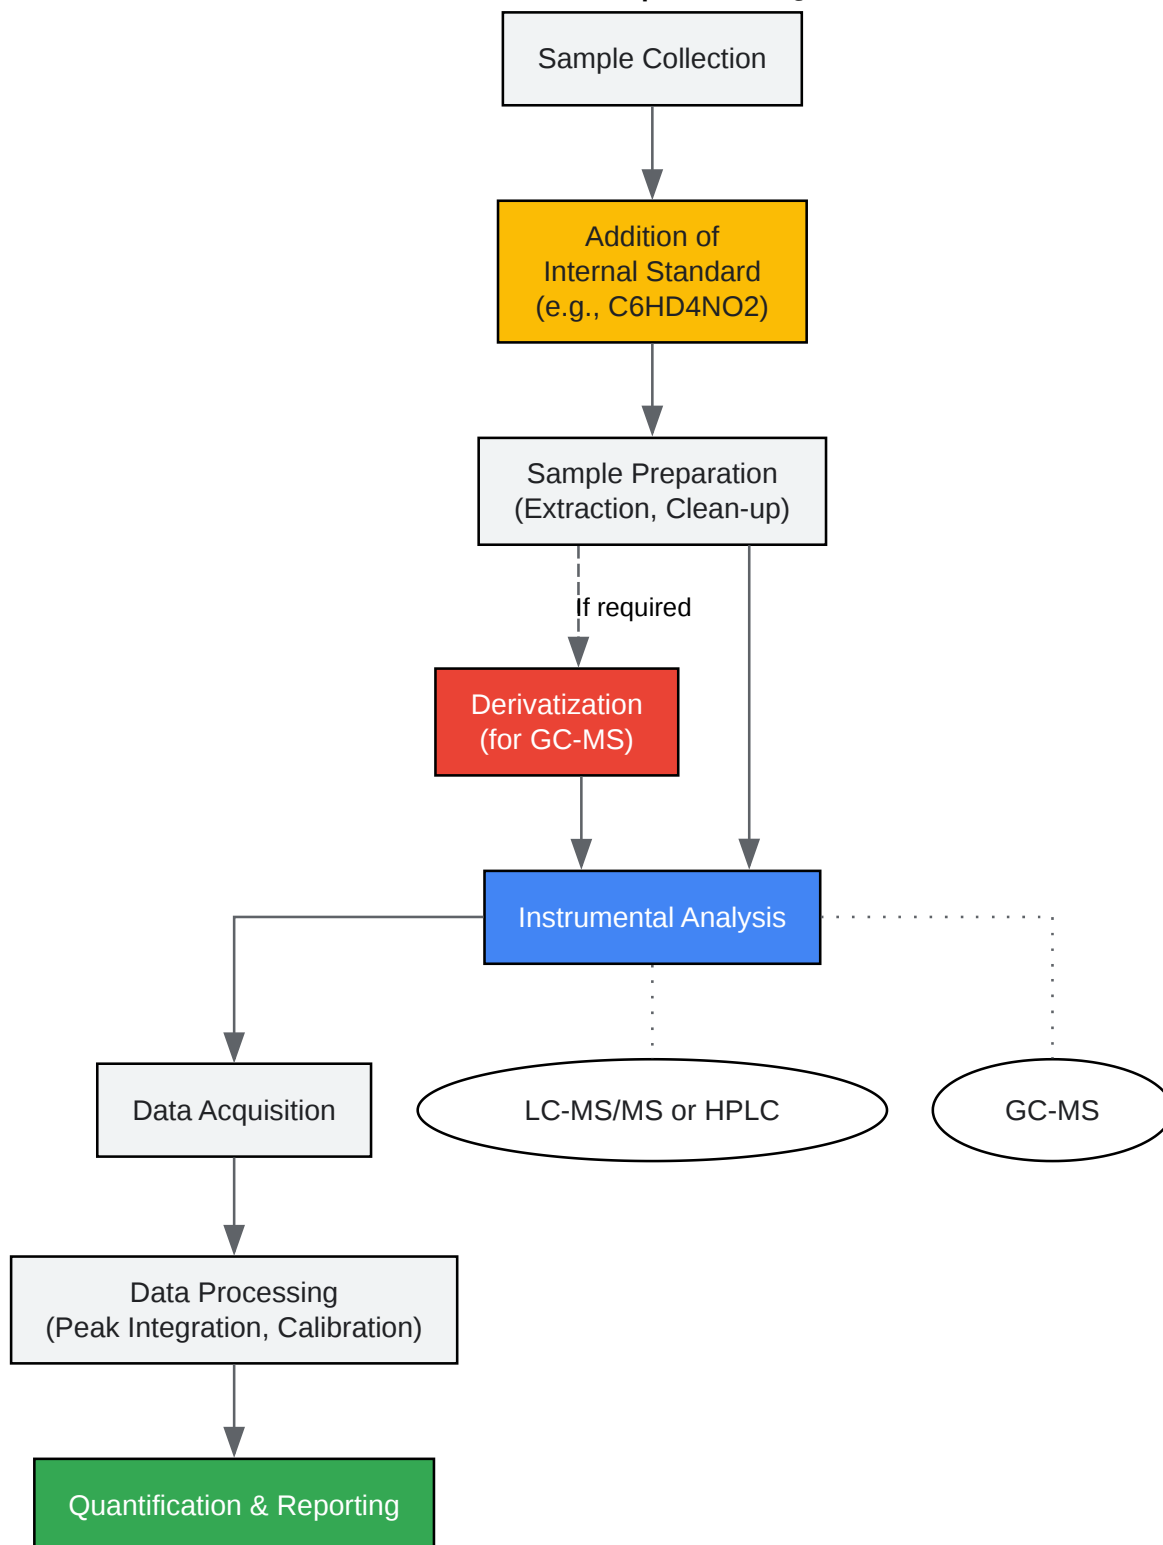 Sample Collection
Addition of
Internal Standard
(e.g., C6HD4NO2)
Sample Preparation
(Extraction, Clean-up)
If required
Derivatization
(for GC-MS)
Instrumental Analysis
Data Acquisition
LC-MS/MS or HPLC
GC-MS
Data Processing
(Peak Integration, Calibration)
Quantification & Reporting